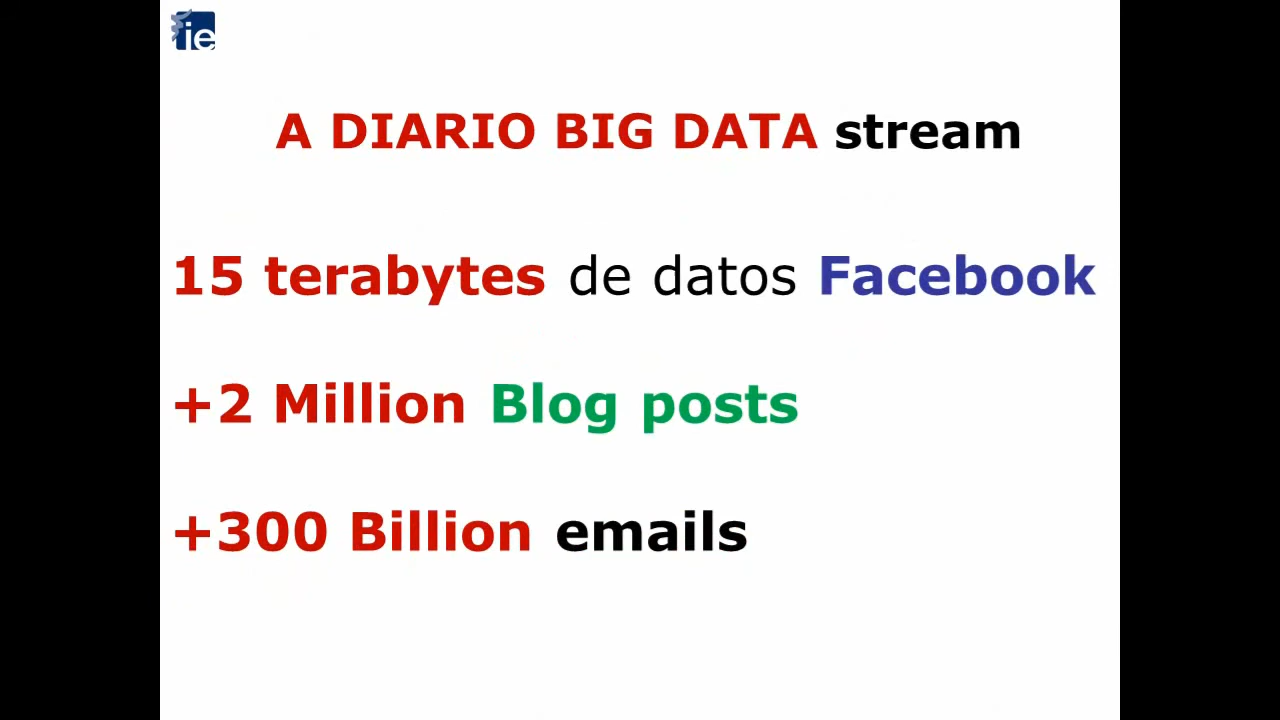 ie
A DIARIO BIG DATA stream
15 terabytes de datos Facebook
+2 Million Blog posts
+300 Billion emails